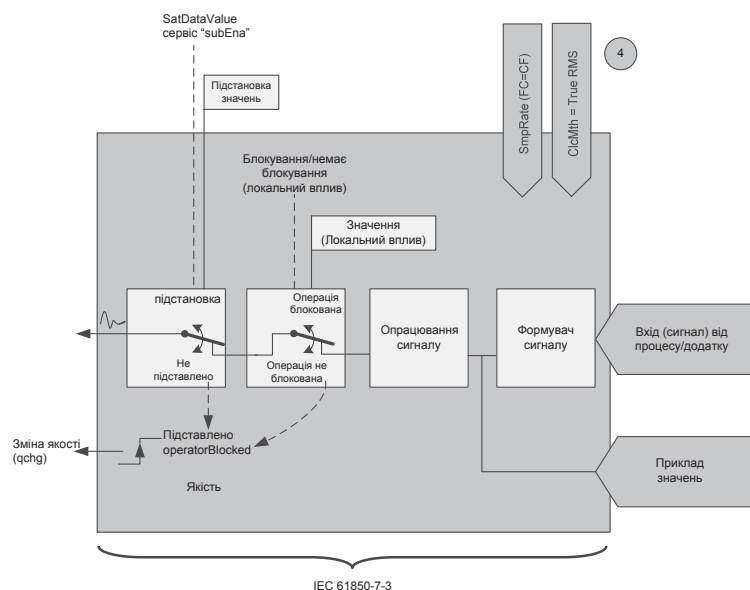 SatDataValue
сервіс “subEna”
Підстановка
значень
SmpRate (FC=CF)
ClcMth = True RMS
4
Блокування/немає
блокування
(локальний вплив)
Значення
(Локальний вплив)
підстановка
Не
підставлено
Операція
блокована
Операція не
блокована
Опрацювання
сигналу
Формувач
сигналу
Вхід (сигнал) від
процесу/додатку
Зміна якості
(qchg)
Підставлено
operatorBlocked
Якість
Приклад
значень
IEC 61850-7-3